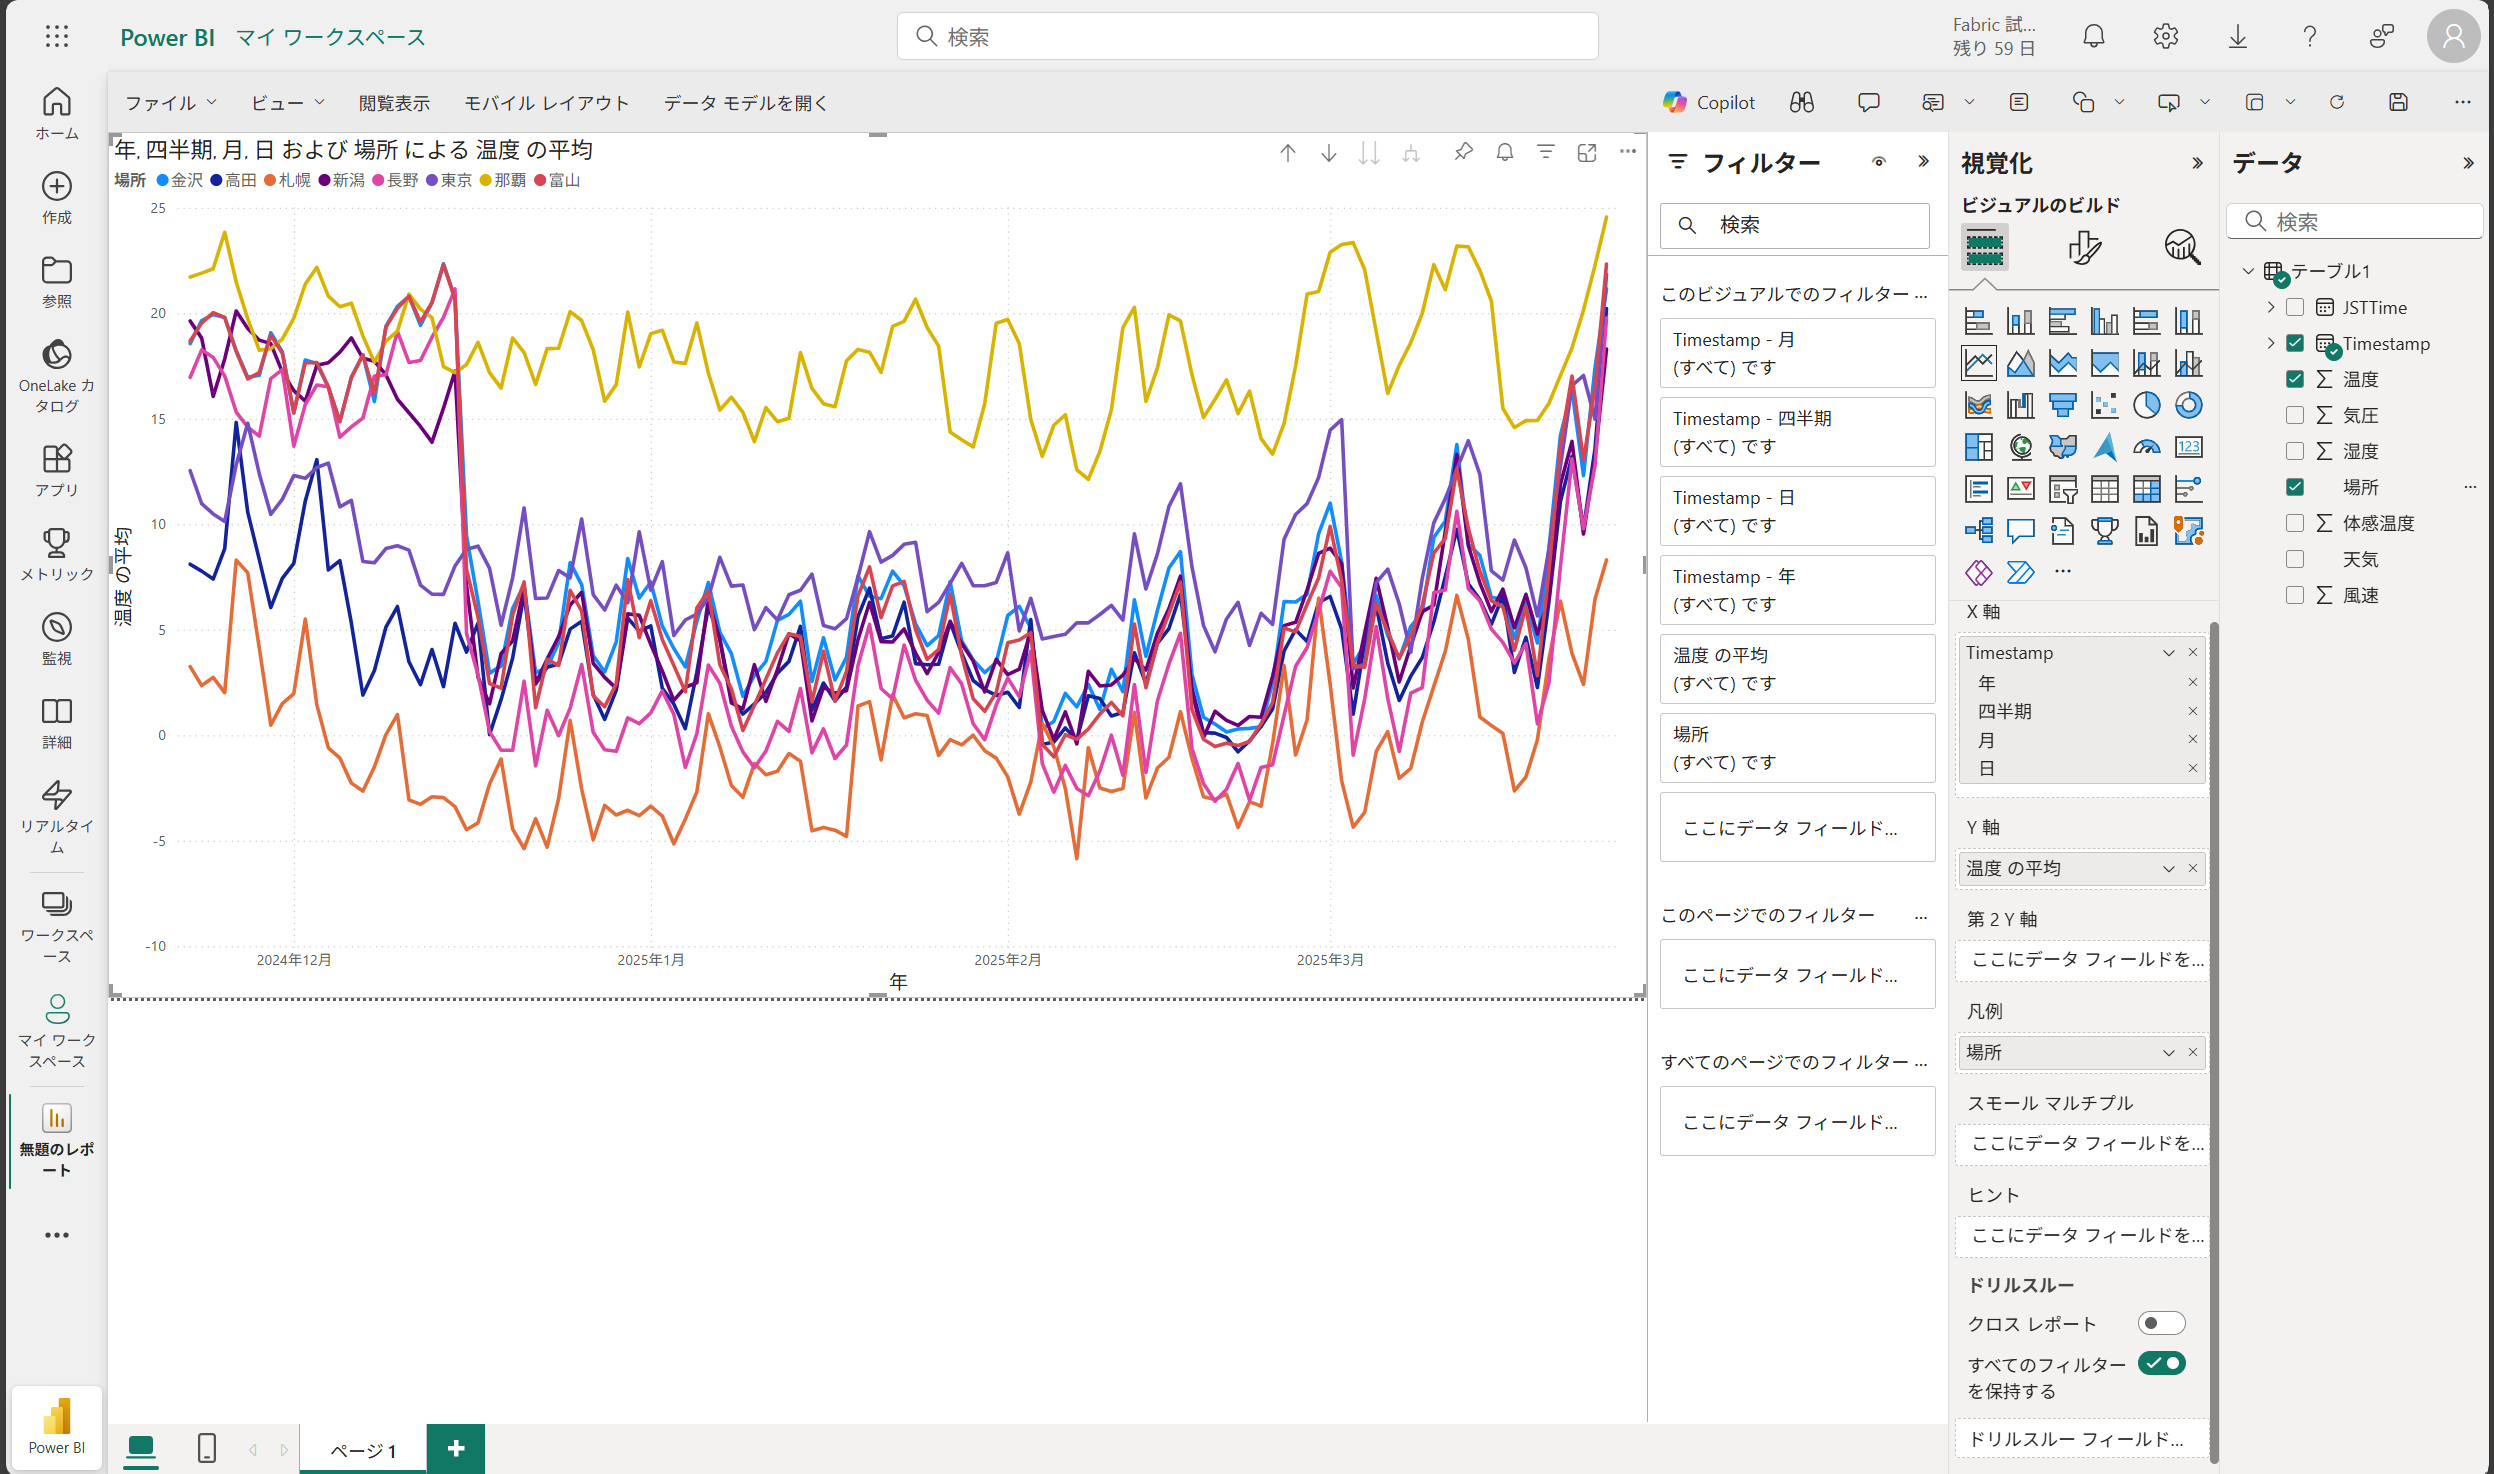 Power BI マイ ワークスペース
検索
Fabric 試...
残り 59 日
ホーム
作成
参照
OneLake カ
タログ
アプリ
メトリック
監視
詳細
リアルタイ
ム
ワークスペ
ース
マイ ワーク
スペース
無題のレポ
ート
Power BI
ファイル ビュー 閲覧表示 モバイル レイアウト データ モデルを開く
Copilot
年, 四半期, 月, 日 および 場所 による 温度 の平均
場所 金沢 高田 札幌 新潟 長野 東京 那覇 富山
25
20
15
10
5
0
-5
-10
温度 の平均
2024年12月 2025年1月 2025年2月 2025年3月
年
フィルター
検索
このビジュアルでのフィルター ...
Timestamp - 月
(すべて) です
Timestamp - 四半期
(すべて) です
Timestamp - 日
(すべて) です
Timestamp - 年
(すべて) です
温度 の平均
(すべて) です
場所
(すべて) です
ここにデータ フィールド...
このページでのフィルター ...
ここにデータ フィールド...
すべてのページでのフィルター ...
ここにデータ フィールド...
視覚化
ビジュアルのビルド
123
X 軸
Timestamp
年
四半期
月
日
Y 軸
温度 の平均
第 2 Y 軸
ここにデータ フィールドを...
凡例
場所
スモール マルチプル
ここにデータ フィールドを...
ヒント
ここにデータ フィールドを...
ドリルスルー
クロス レポート
すべてのフィルター
を保持する
ドリルスルー フィールド...
データ
検索
テーブル1
JSTTime
Timestamp
温度
気圧
湿度
場所
体感温度
天気
風速
ページ 1